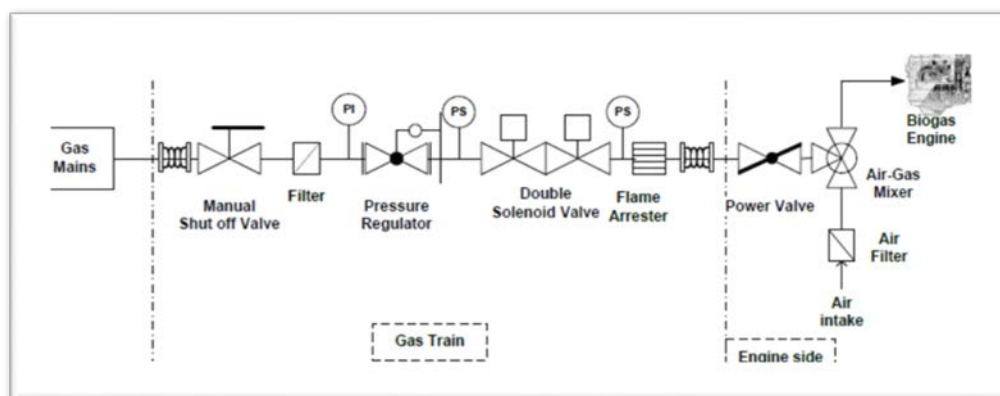 Gas
Mains
Manual
Shut off Valve
Filter
PI
Pressure
Regulator
PS
Double
Solenoid Valve
PS
Flame
Arrester
Power Valve
Air-Gas
Mixer
Biogas
Engine
Air
Filter
Air
intake
Gas Train
Engine side